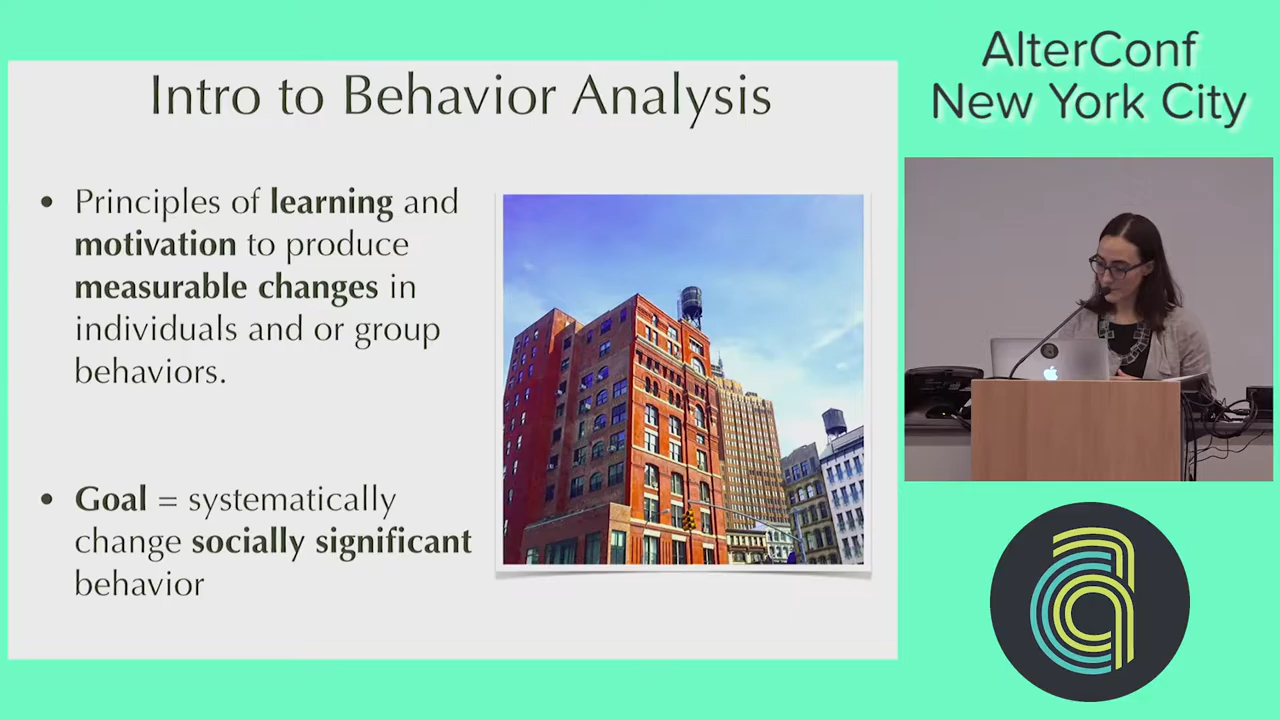 Intro to Behavior Analysis
• Principles of learning and
motivation to produce
measurable changes in
individuals and or group
behaviors.
• Goal = systematically
change socially significant
behavior
AlterConf
New York City